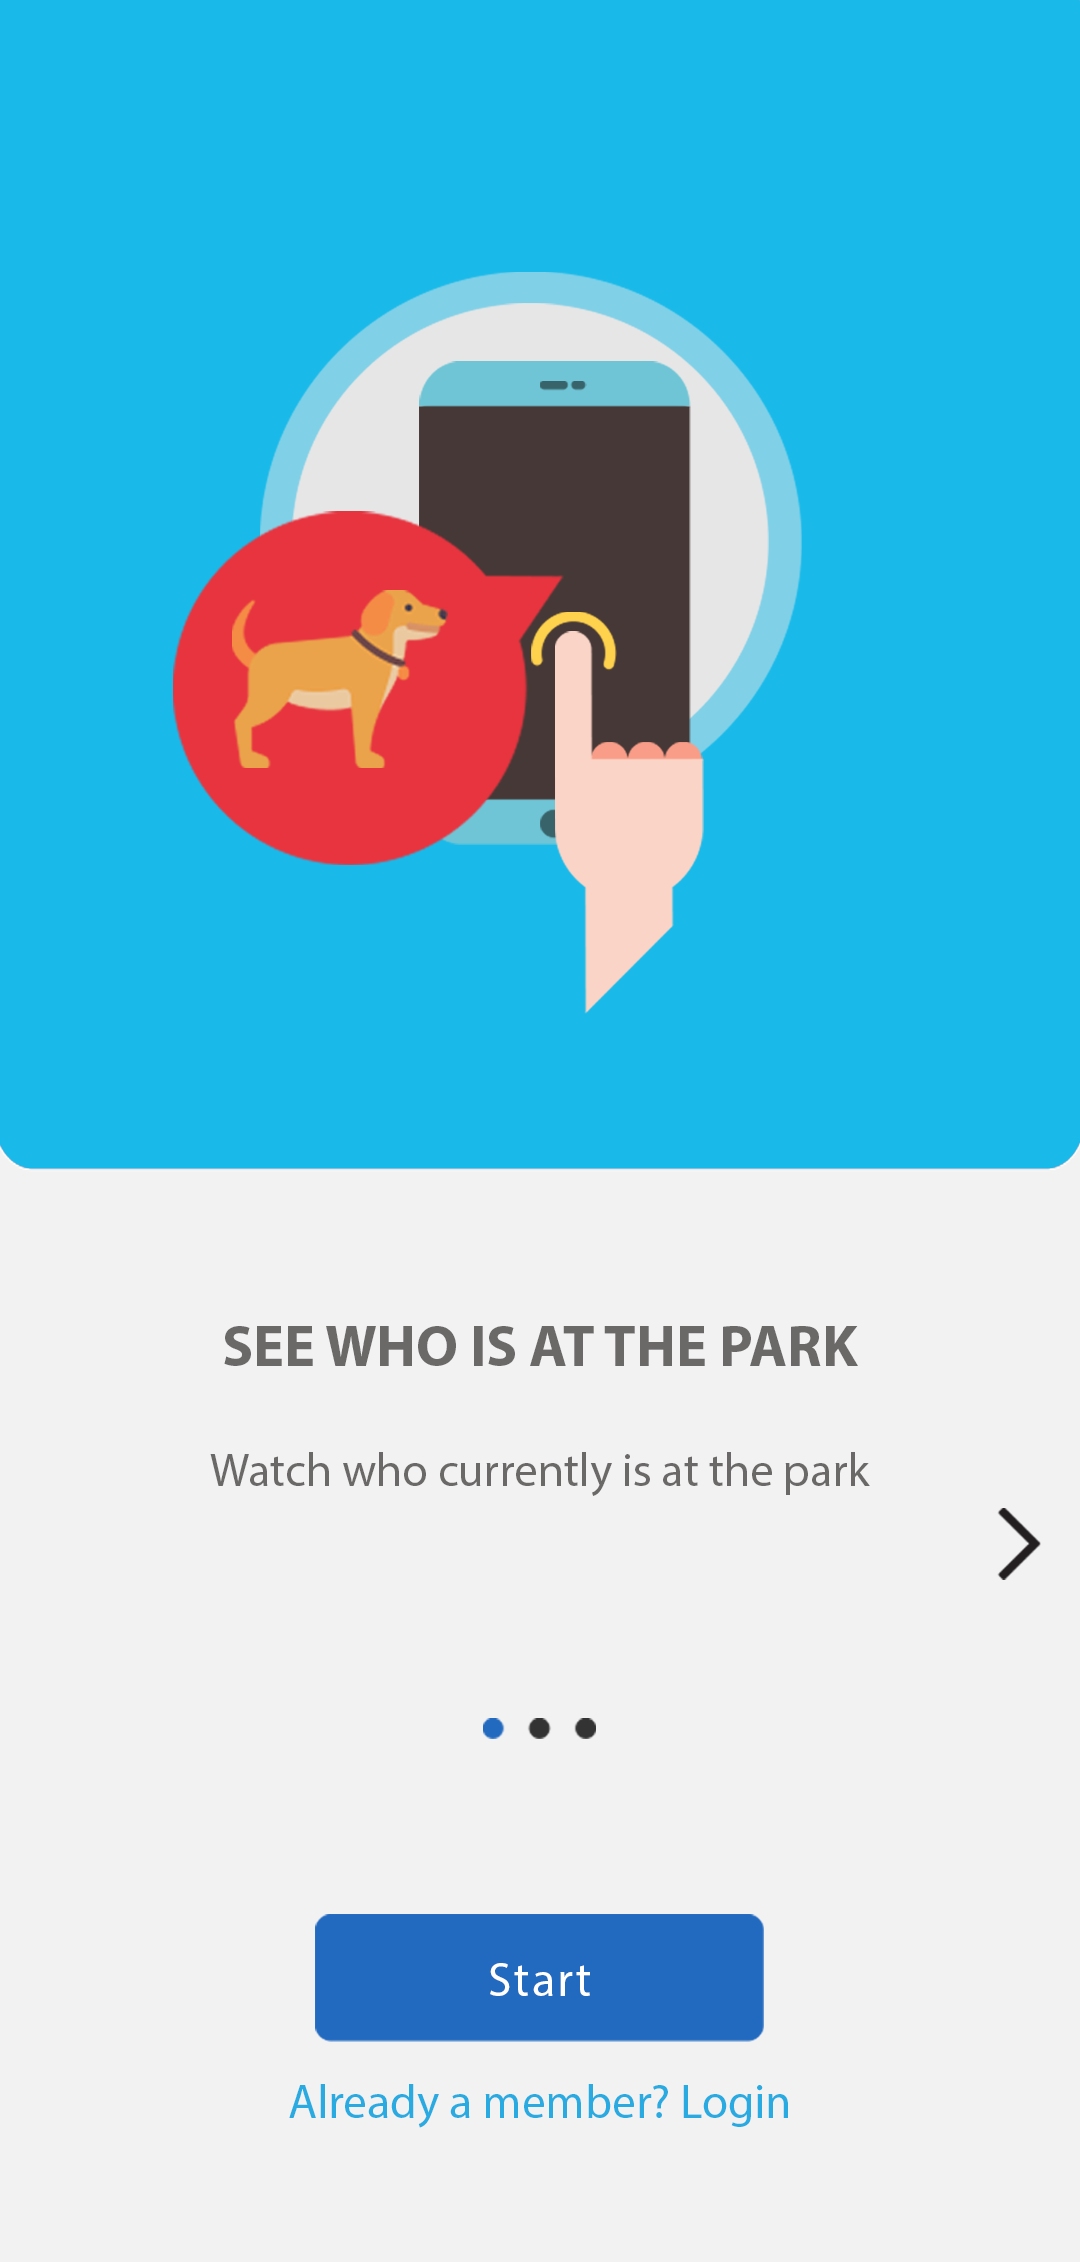 SEE WHO IS AT THE PARK
Watch who currently is at the park
Start
Already a member? Login